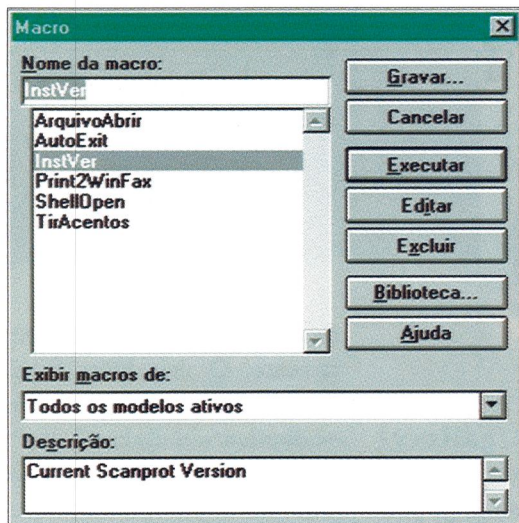 Macro
Nome da macro:
InstVer
ArquivoAbrir
AutoExit
InstVer
Print2WinFax
ShellOpen
TirAcentos
Gravar...
Cancelar
Executar
Editar
Excluir
Biblioteca...
Ajuda
Exibir macros de:
Todos os modelos ativos
Descrição:
Current Scanprot Version